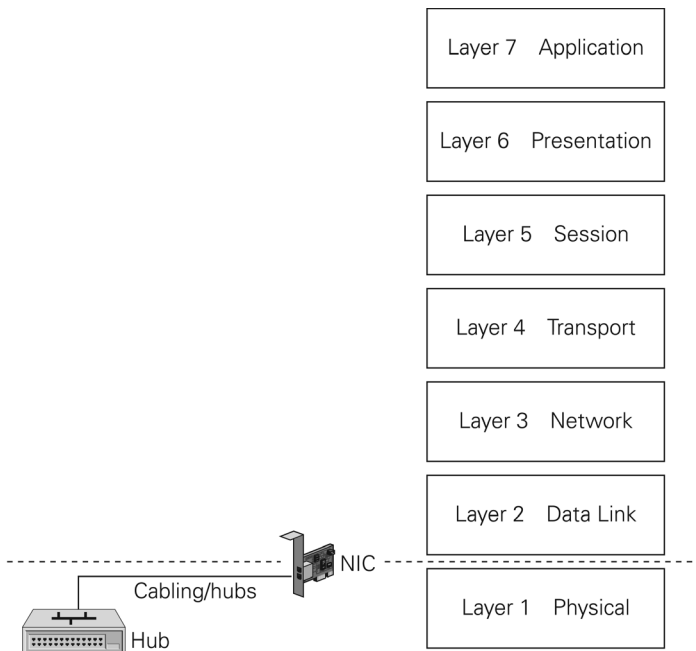 Layer 7 Application
Layer 6 Presentation
Layer 5 Session
Layer 4 Transport
Layer 3 Network
Layer 2 Data Link
NIC
Cabling/hubs
Layer 1 Physical
Hub